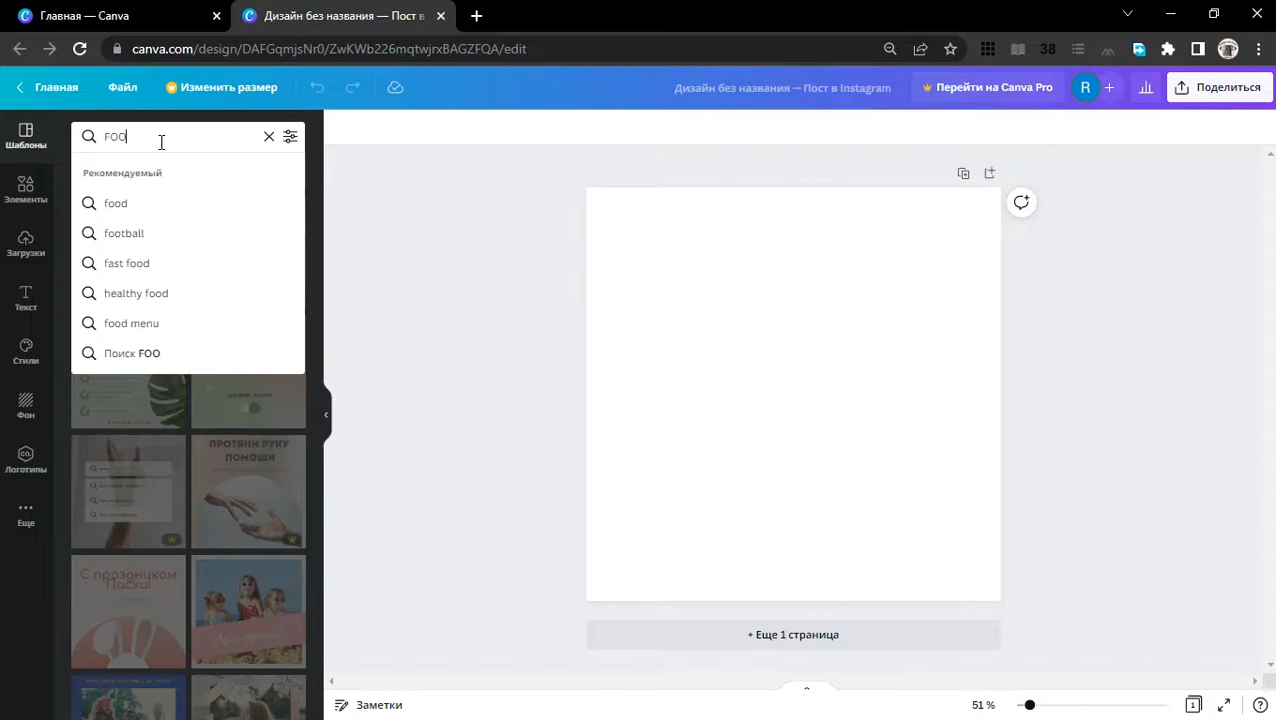 Главная — Canva
Дизайн без названия — Пост в
canva.com/design/DAFGqmjsNr0/ZwKWb226mqtwjrxBAGZFQA/edit
38
Главная
Файл
Изменить размер
Дизайн без названия — Пост в Instagram
Перейти на Canva Pro
R
Поделиться
Шаблоны
Элементы
Загрузки
Текст
Стили
Фон
CO.
Логотипы
Еще
FOO
Рекомендуемый
food
football
fast food
healthy food
food menu
Поиск FOO
ПРОТЯНИ РУКУ
ПОМОЩИ
С праздником
Пасхи!
+ Еще 1 страница
Заметки
51 %
1